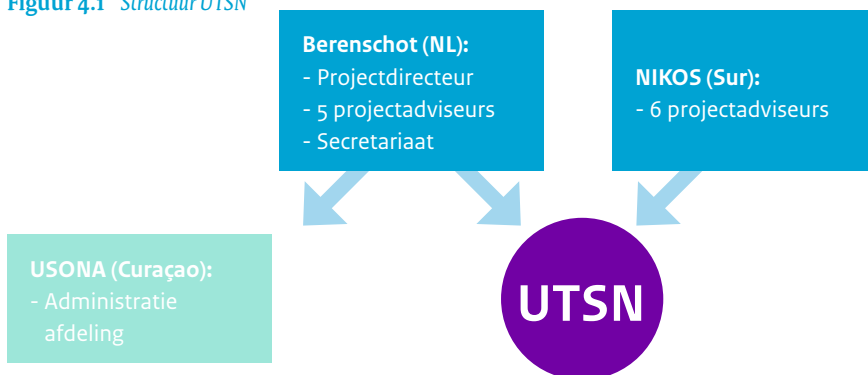 Figuur 4.1 Structuur UTSN
Berenschot (NL):
- Projectdirecteur
- 5 projectadviseurs
- Secretariaat
NIKOS (Sur):
- 6 projectadviseurs
USONA (Curaçao):
- Administratie
afdeling
UTSN